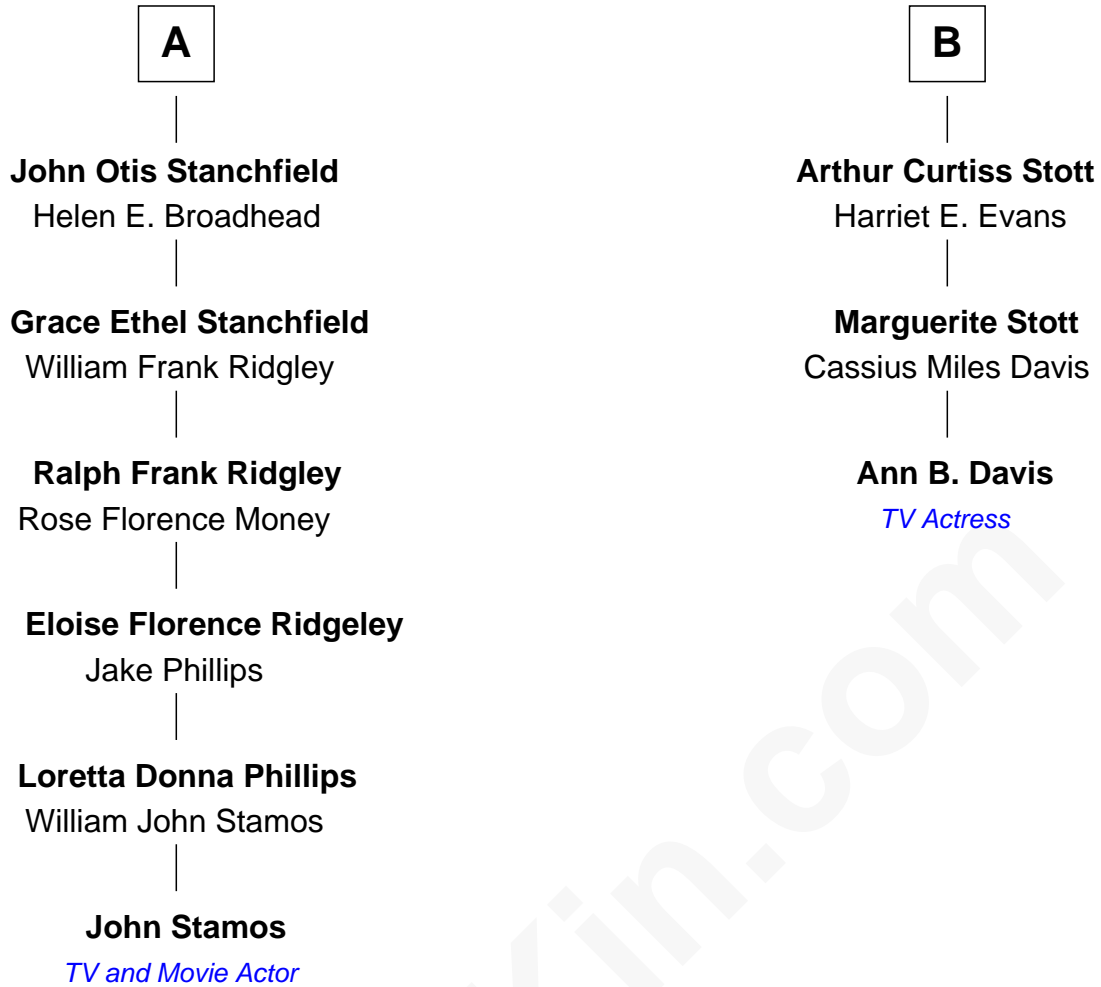 A
John Otis Stanchfield
Helen E. Broadhead
Grace Ethel Stanchfield
William Frank Ridgley
Ralph Frank Ridgley
Rose Florence Money
Eloise Florence Ridgeley
Jake Phillips
Loretta Donna Phillips
William John Stamos
John Stamos
TV and Movie Actor
B
Arthur Curtiss Stott
Harriet E. Evans
Marguerite Stott
Cassius Miles Davis
Ann B. Davis
TV Actress
Kin.com